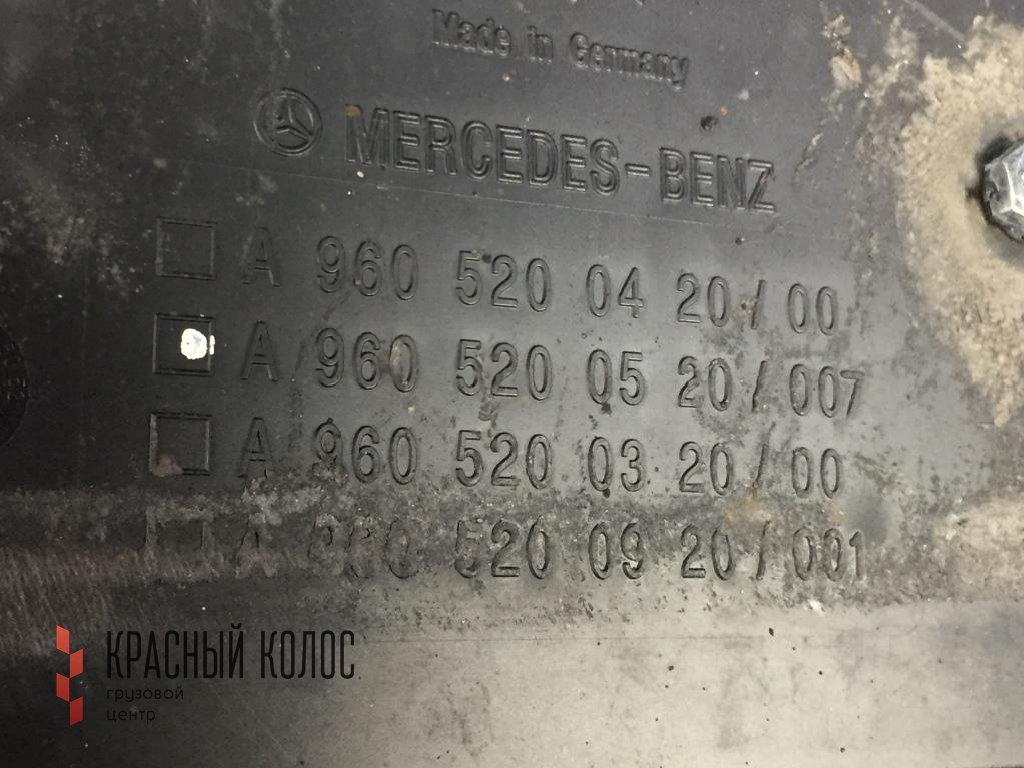 Made in Germany
MERCEDES-BENZ
A 960 520 04 20/00
A 960 520 05 20/007
A 960 520 03 20/00
A 960 520 09 20/001
КРАСНЫЙ КОЛОС
грузовой
центр